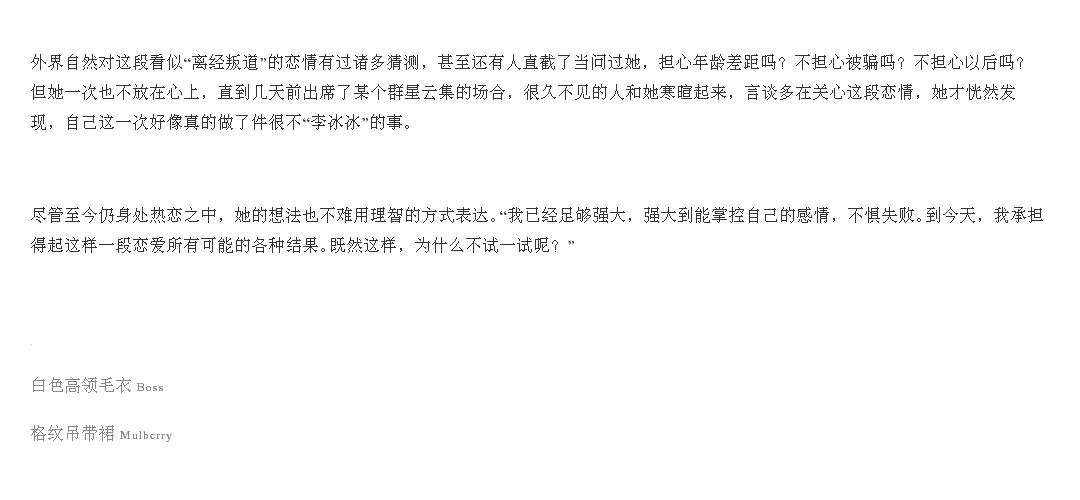 外界自然对这段看似“离经叛道”的恋情有过诸多猜测，甚至还有人直截了当问过她，担心年龄差距吗？不担心被骗吗？不担心以后吗？
但她一次也不放在心上，直到几天前出席了某个群星云集的场合，很久不见的人和她寒暄起来，言谈多在关心这段恋情，她才恍然发
现，自己这一次好像真的做了件很不“李冰冰”的事。
尽管至今仍身处热恋之中，她的想法也不难用理智的方式表达。“我已经足够强大，强大到能掌控自己的感情，不惧失败。到今天，我承担
得起这样一段恋爱所有可能的各种结果。既然这样，为什么不试一试呢？”
白色高领毛衣 Boss
格纹吊带裙 Mulberry